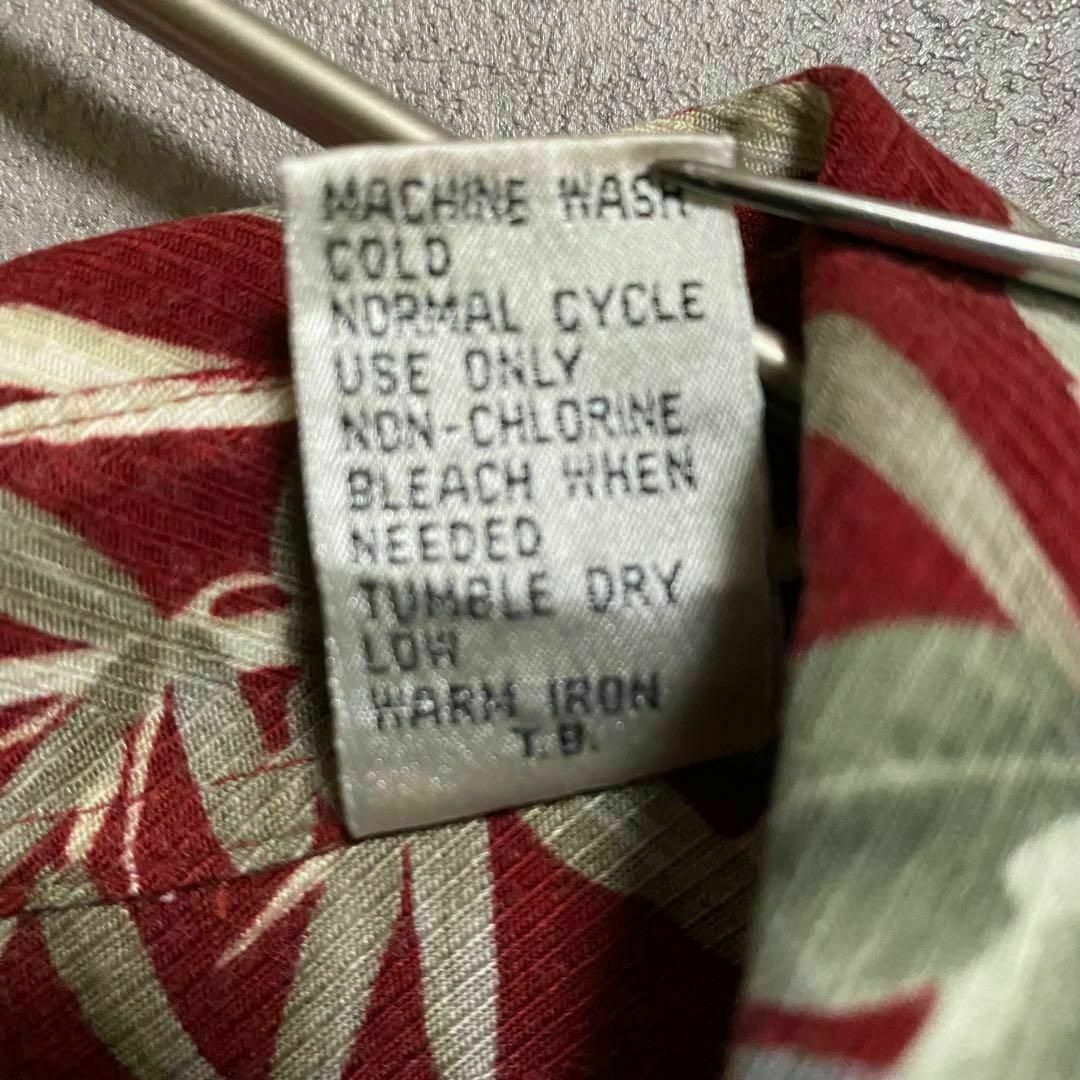 MACHINE WASH
COLD
NORMAL CYCLE
USE ONLY
NON-CHLORINE
BLEACH WHEN
NEEDED
TUMBLE DRY
LOW
WARM IRON
T.B.